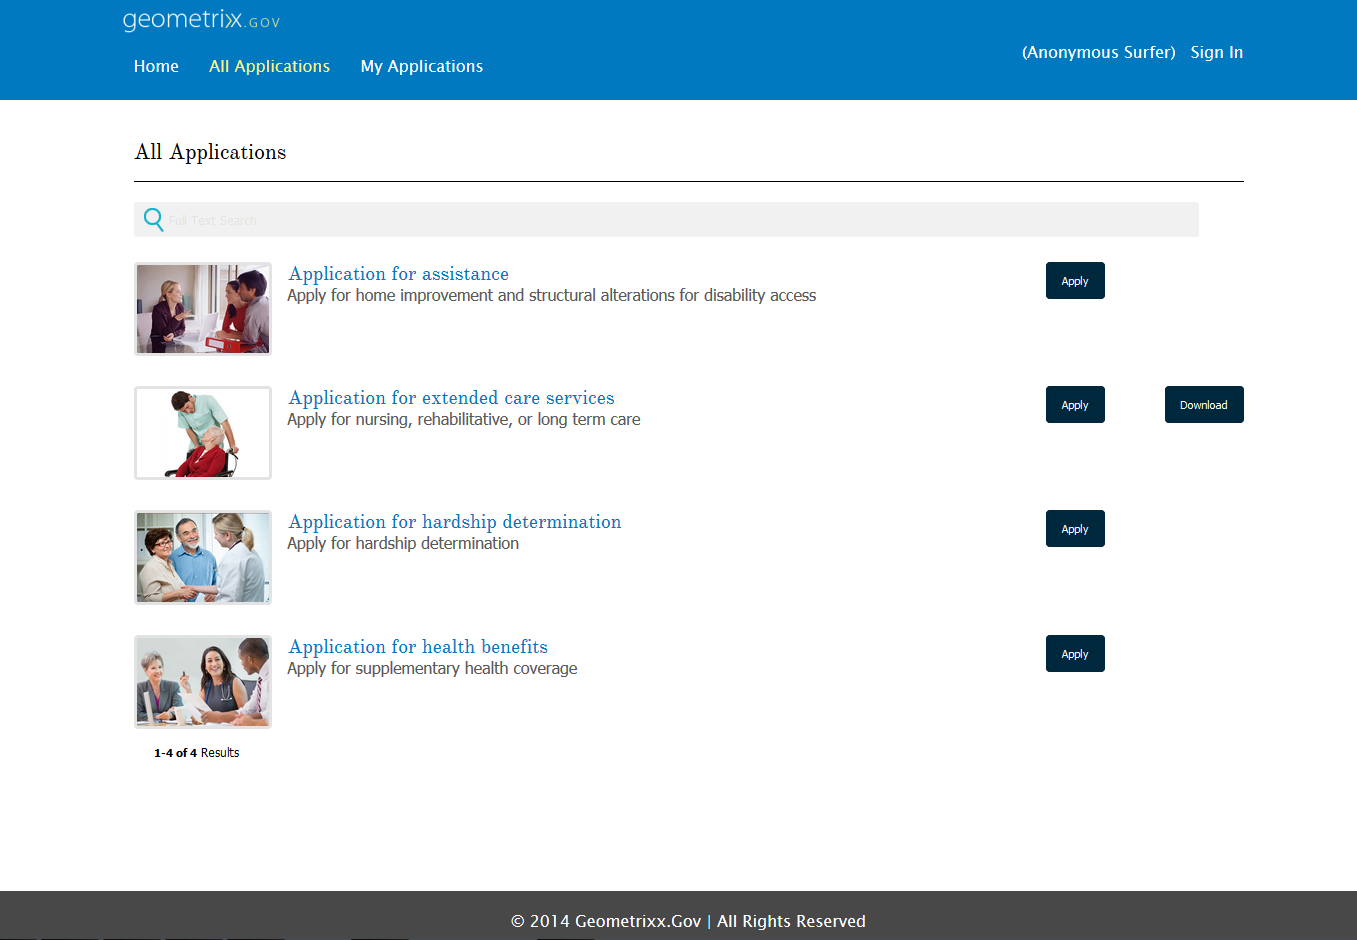 geometrixx.GOV
Home All Applications My Applications
(Anonymous Surfer) Sign In
All Applications
Full Text Search
Application for assistance
Apply for home improvement and structural alterations for disability access
Apply
Application for extended care services
Apply for nursing, rehabilitative, or long term care
Apply
Download
Application for hardship determination
Apply for hardship determination
Apply
Application for health benefits
Apply for supplementary health coverage
Apply
1-4 of 4 Results
© 2014 Geometrixx.Gov | All Rights Reserved